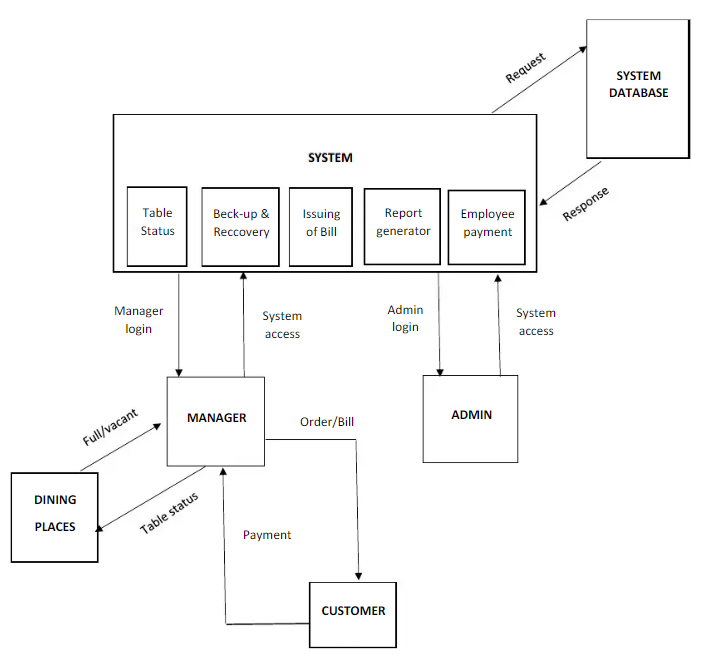 Request
SYSTEM
DATABASE
SYSTEM
Response
Table
Status
Beck-up &
Reccovery
Issuing
of Bill
Report
generator
Employee
payment
Manager
login
System
access
Admin
login
System
access
MANAGER
ADMIN
Full/vacant
Order/Bill
DINING
PLACES
Table status
Payment
CUSTOMER